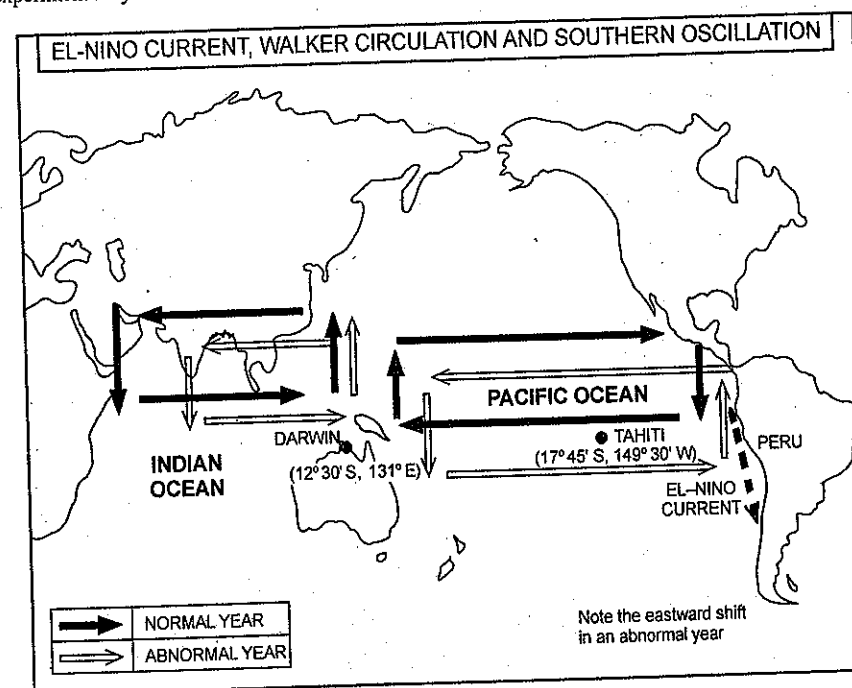 EL-NINO CURRENT, WALKER CIRCULATION AND SOUTHERN OSCILLATION
PACIFIC OCEAN
DARWIN
(12° 30' S, 131° E)
TAHITI
(17° 45' S, 149° 30' W)
PERU
INDIAN
OCEAN
EL–NINO
CURRENT
NORMAL YEAR
ABNORMAL YEAR
Note the eastward shift
in an abnormal year